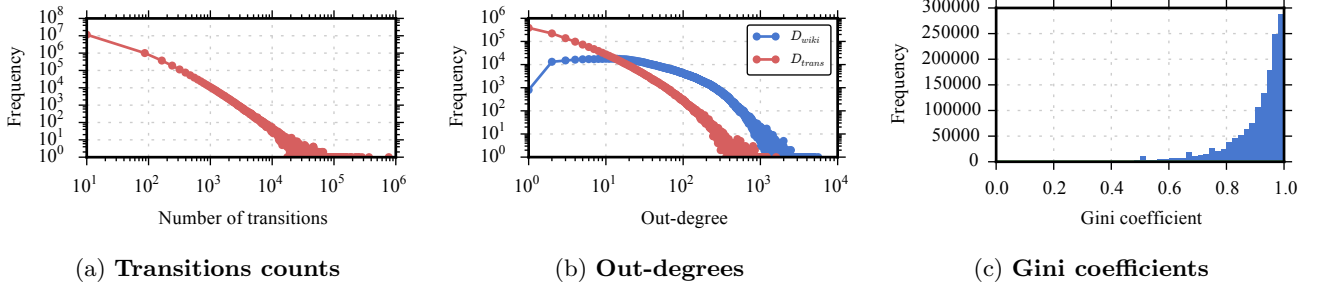 10^8
10^7
10^6
10^5
10^4
10^3
10^2
10^1
10^0
Frequency
10^1 10^2 10^3 10^4 10^5 10^6
Number of transitions
(a) Transitions counts
10^6
10^5
10^4
10^3
10^2
10^1
10^0
Frequency
D_wiki
D_trans
10^0 10^1 10^2 10^3 10^4
Out-degree
(b) Out-degrees
300000
250000
200000
150000
100000
50000
0
Frequency
0.0 0.2 0.4 0.6 0.8 1.0
Gini coefficient
(c) Gini coefficients